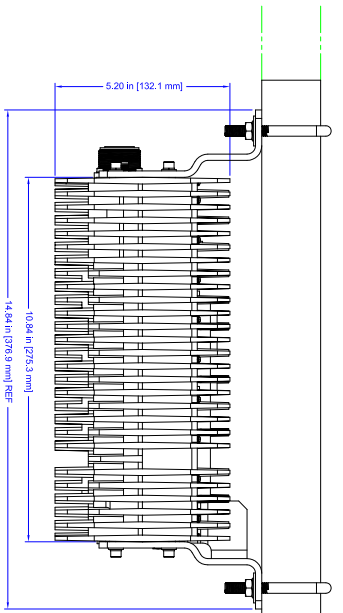 5.20 in [132.1 mm]
10.84 in [275.3 mm]
14.84 in [376.9 mm] REF